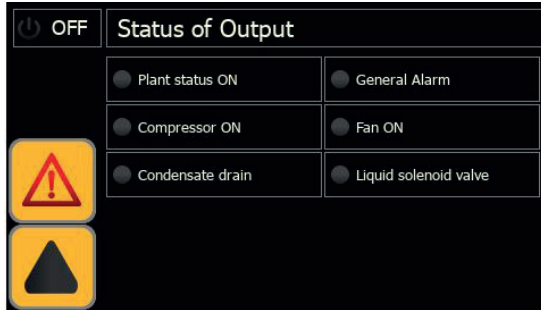 OFF
Status of Output
Plant status ON
General Alarm
Compressor ON
Fan ON
Condensate drain
Liquid solenoid valve